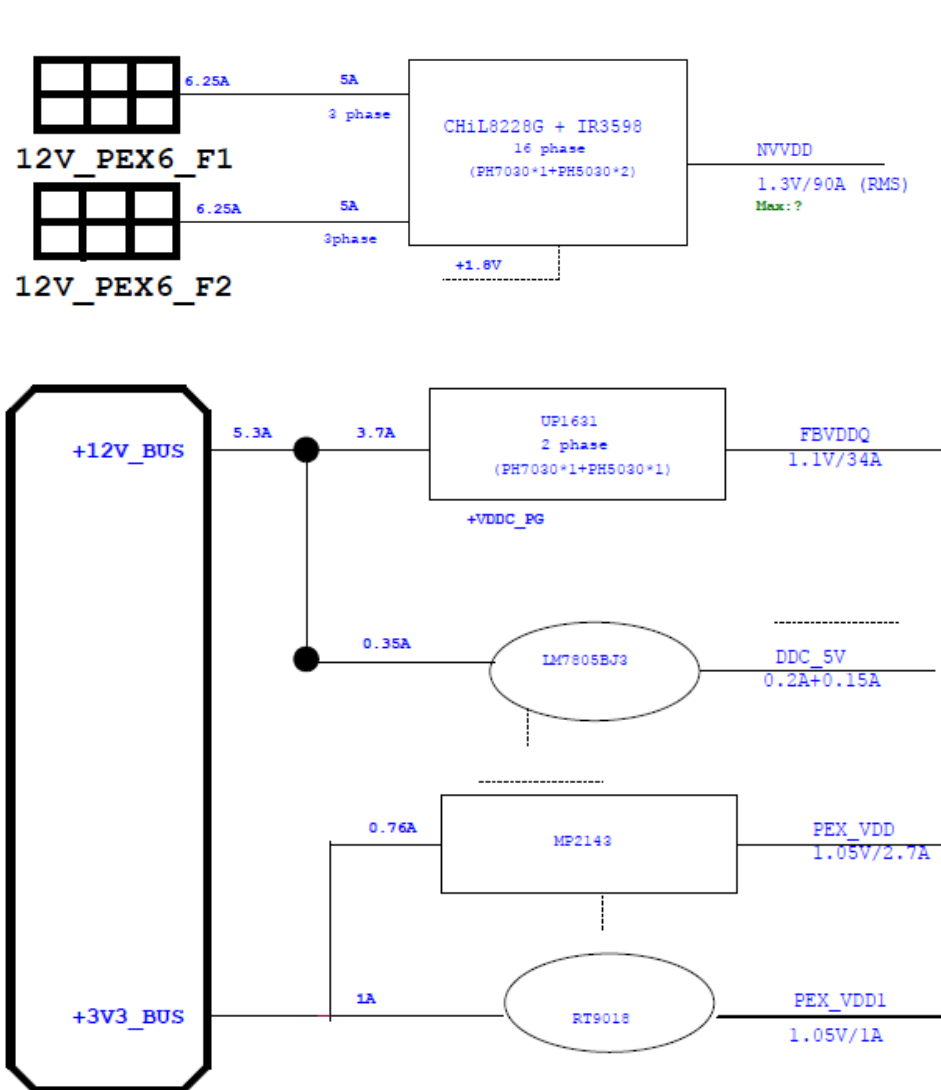 6.25A 5A
3 phase
12V_PEX6_F1
CHiL8228G + IR3598
16 phase
(PH7030*1+PH5030*2)
NVVDD
1.3V/90A (RMS)
Max:?
6.25A 5A
3phase
12V_PEX6_F2
+1.8V
+12V_BUS
5.3A 3.7A
UP1631
2 phase
(PH7030*1+PH5030*1)
FBVDDQ
1.1V/34A
+VDDC_PG
0.35A
LM7805BJ3
DDC_5V
0.2A+0.15A
0.76A
MP2143
PEX_VDD
1.05V/2.7A
+3V3_BUS
1A
RT9018
PEX_VDD1
1.05V/1A